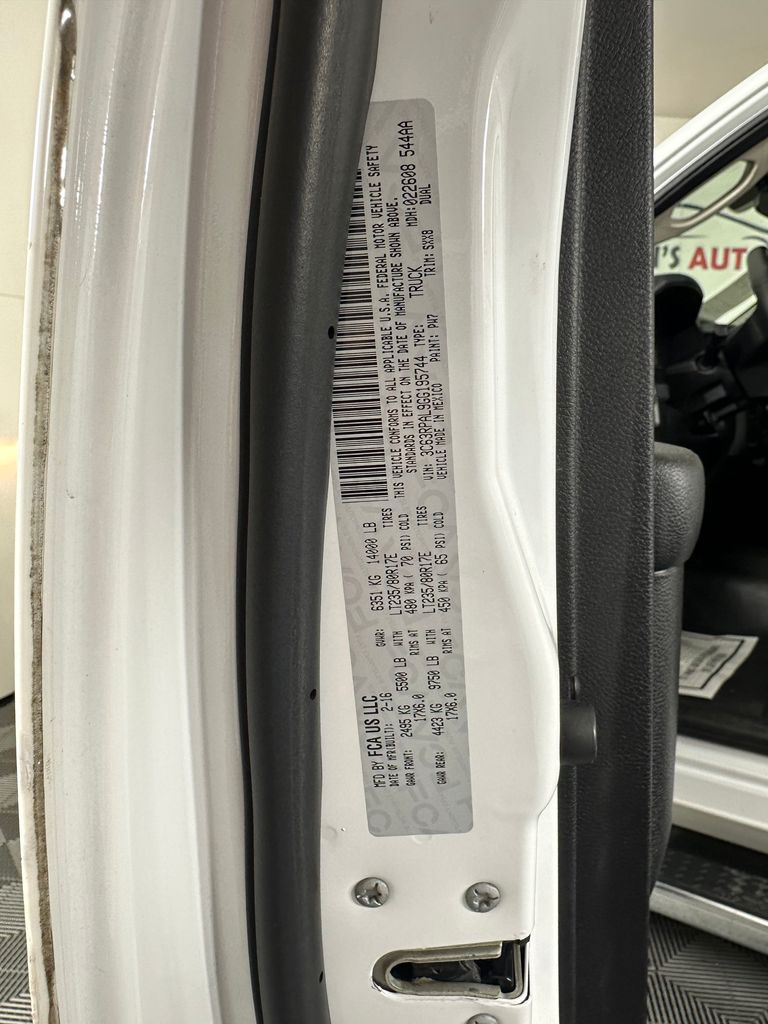 MFD BY FCA US LLC
DATE OF MFR(BUILT): 2-16 GVWR: 6351 KG 14000 LB
GAWR FRONT: 2495 KG 5500 LB WITH LT235/80R17E TIRES
17X6.0 RIMS AT 480 KPA ( 70 PSI) COLD
GAWR REAR: 4423 KG 9750 LB WITH LT235/80R17E TIRES
17X6.0 RIMS AT 450 KPA ( 65 PSI) COLD
THIS VEHICLE CONFORMS TO ALL APPLICABLE U.S.A. FEDERAL MOTOR VEHICLE SAFETY
STANDARDS IN EFFECT ON THE DATE OF MANUFACTURE SHOWN ABOVE.
VIN: 3C63RPAL9GG195744 TYPE: TRUCK MDH: 022608 544AA
DUAL
VEHICLE MADE IN MEXICO PAINT: PW7 TRIM: SXX8
'S AUT